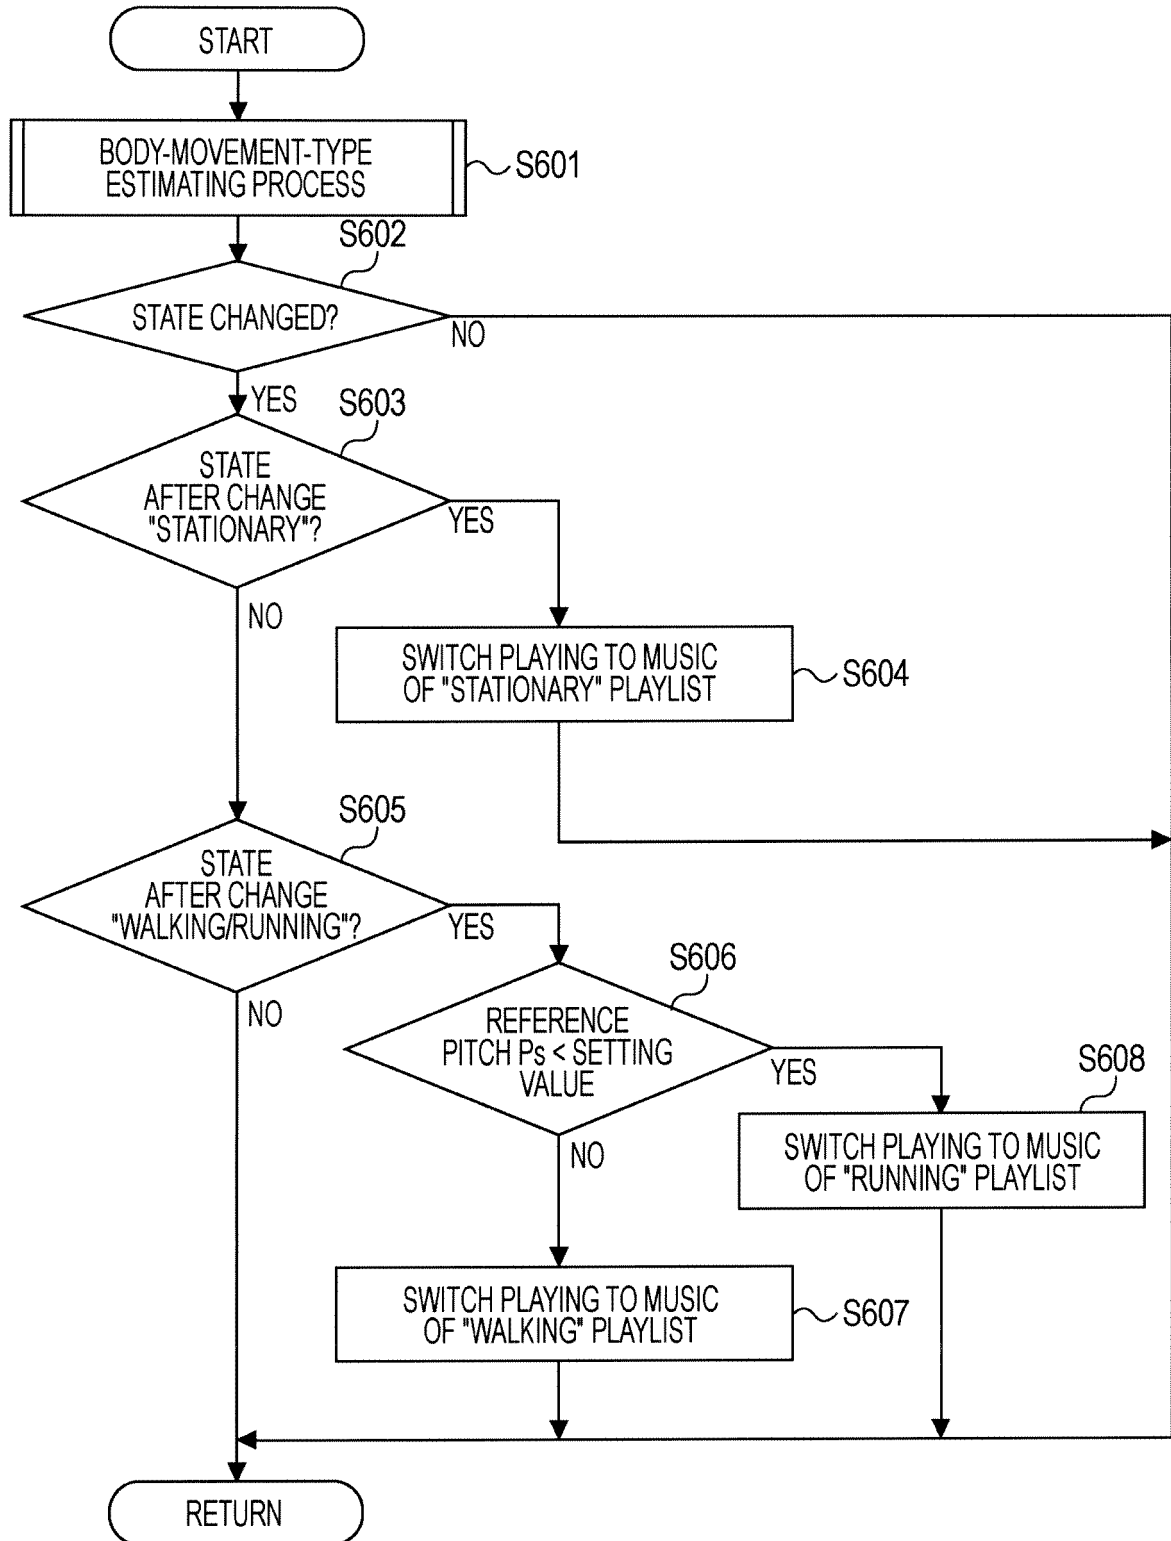 START
BODY-MOVEMENT-TYPE
ESTIMATING PROCESS
S601
S602
STATE CHANGED?
NO
YES
S603
STATE
AFTER CHANGE
"STATIONARY"?
YES
NO
SWITCH PLAYING TO MUSIC
OF "STATIONARY" PLAYLIST
S604
S605
STATE
AFTER CHANGE
"WALKING/RUNNING"?
YES
NO
S606
REFERENCE
PITCH Ps < SETTING
VALUE
YES
NO
S608
SWITCH PLAYING TO MUSIC
OF "RUNNING" PLAYLIST
SWITCH PLAYING TO MUSIC
OF "WALKING" PLAYLIST
S607
RETURN